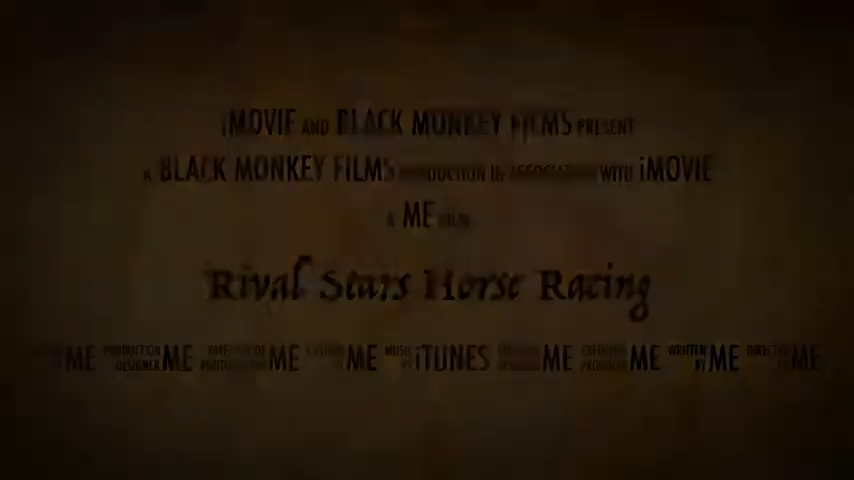 iMOVIE AND BLACK MONKEY FILMS PRESENT
A BLACK MONKEY FILMS PRODUCTION IN ASSOCIATION WITH iMOVIE
A ME FILM
Rival Stars Horse Racing
ME PRODUCTION DESIGNER ME DIRECTOR OF PHOTOGRAPHY ME BY ME MUSIC BY iTUNES ME EXECUTIVE PRODUCER ME WRITTEN BY ME DIRECTED BY ME